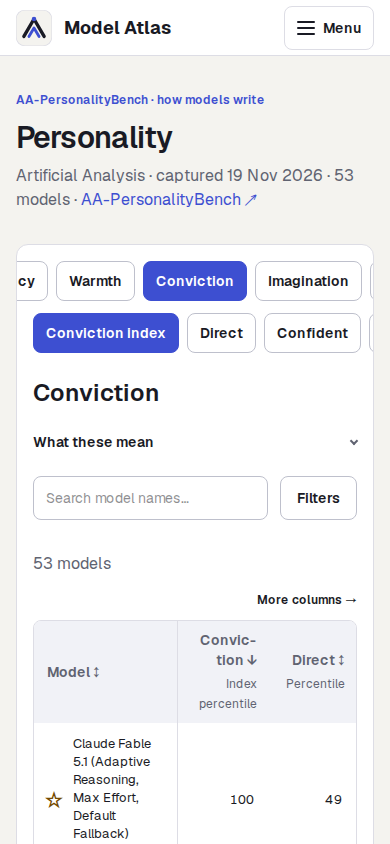 Model Atlas
Menu
AA-PersonalityBench · how models write
Personality
Artificial Analysis · captured 19 Nov 2026 · 53
models · AA-PersonalityBench ↗
cy
Warmth
Conviction
Imagination
Conviction index
Direct
Confident
Conviction
What these mean
Search model names…
Filters
53 models
More columns →
Model ↕
Convic-
tion ↓
Index
percentile
Direct ↕
Percentile
Claude Fable
5.1 (Adaptive
Reasoning,
Max Effort,
Default
Fallback)
100
49